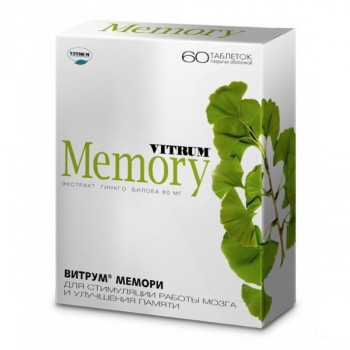 VITRUM
60 ТАБЛЕТОК
покрытых оболочкой
VITRUM®
Memory
ЭКСТРАКТ ГИНКГО БИЛОБА 60 МГ
ВИТРУМ® МЕМОРИ
ДЛЯ СТИМУЛЯЦИИ РАБОТЫ МОЗГА
И УЛУЧШЕНИЯ ПАМЯТИ